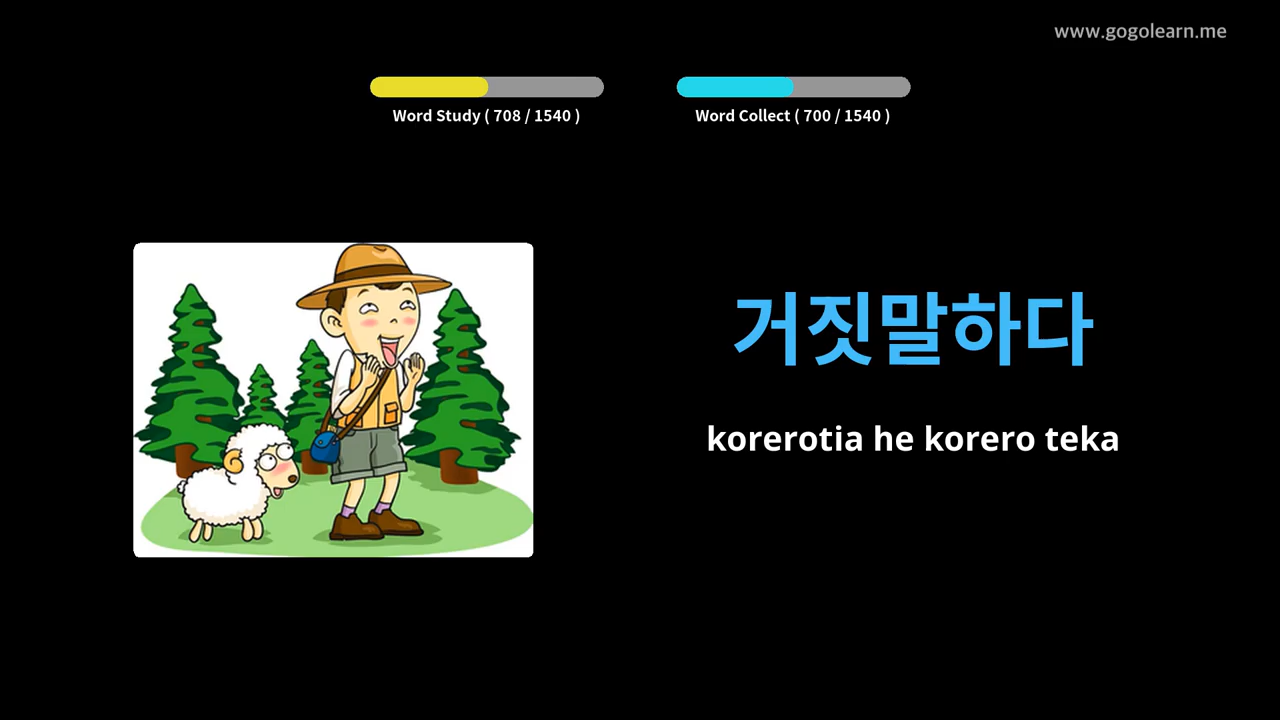 www.gogolearn.me
Word Study ( 708 / 1540 )
Word Collect ( 700 / 1540 )
거짓말하다
korerotia he korero teka